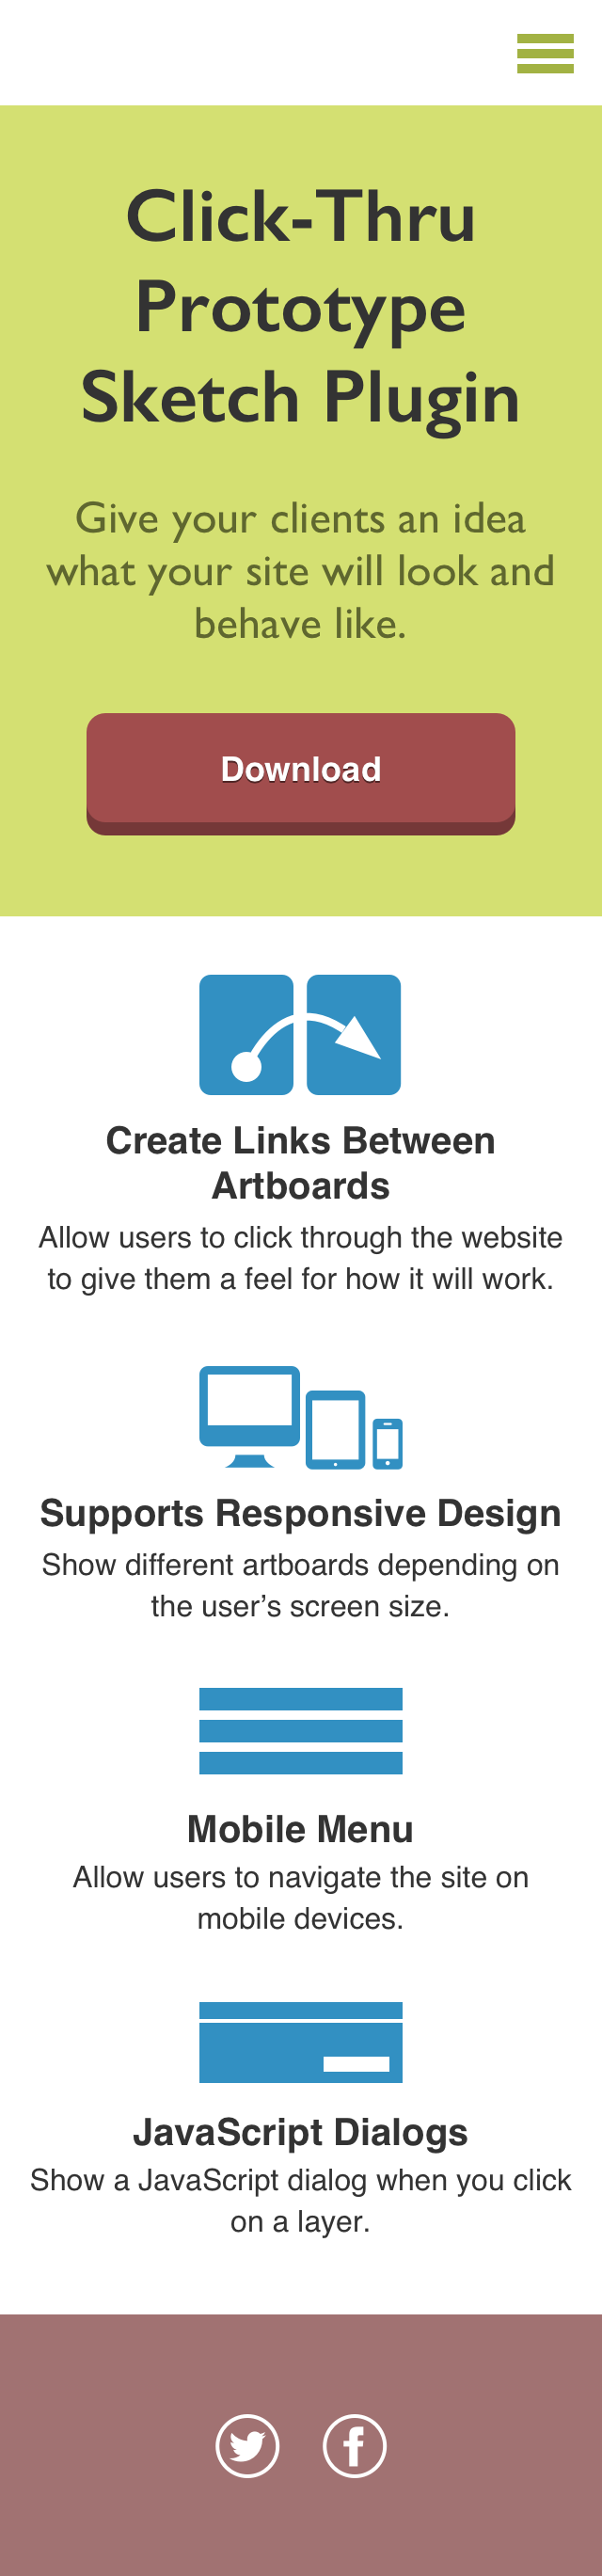 Click-Thru
Prototype
Sketch Plugin
Give your clients an idea
what your site will look and
behave like.
Download
Create Links Between
Artboards
Allow users to click through the website
to give them a feel for how it will work.
Supports Responsive Design
Show different artboards depending on
the user’s screen size.
Mobile Menu
Allow users to navigate the site on
mobile devices.
JavaScript Dialogs
Show a JavaScript dialog when you click
on a layer.